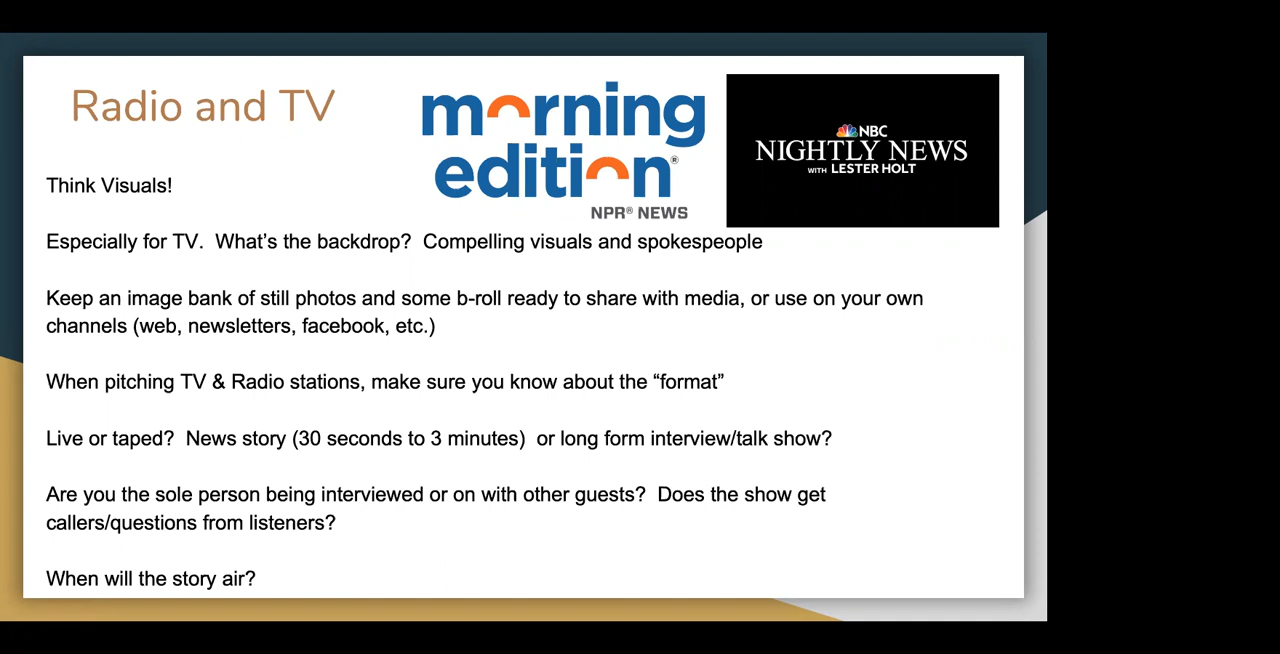 Radio and TV
morning
edition®
NPR® NEWS
NBC
NIGHTLY NEWS
WITH LESTER HOLT
Think Visuals!
Especially for TV.  What’s the backdrop?  Compelling visuals and spokespeople
Keep an image bank of still photos and some b-roll ready to share with media, or use on your own
channels (web, newsletters, facebook, etc.)
When pitching TV & Radio stations, make sure you know about the “format”
Live or taped?  News story (30 seconds to 3 minutes)  or long form interview/talk show?
Are you the sole person being interviewed or on with other guests?  Does the show get
callers/questions from listeners?
When will the story air?